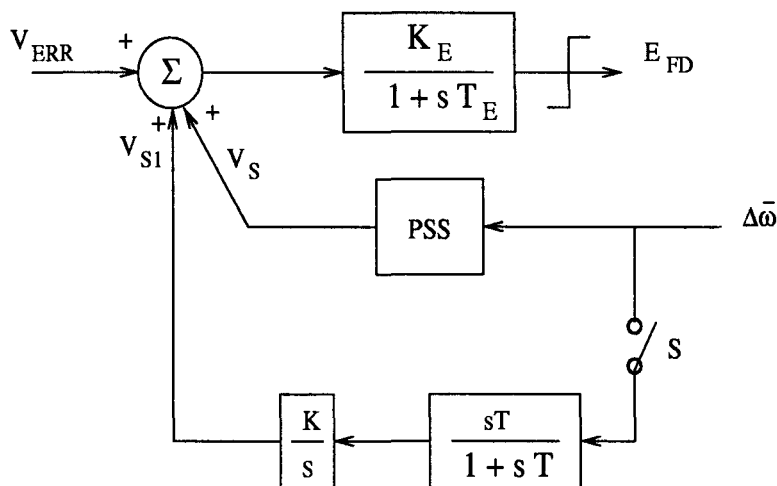 V_ERR
+
Σ
K_E
1 + s T_E
E_FD
+
+
V_S1
V_S
PSS
Δω̄
S
K
s
sT
1 + s T